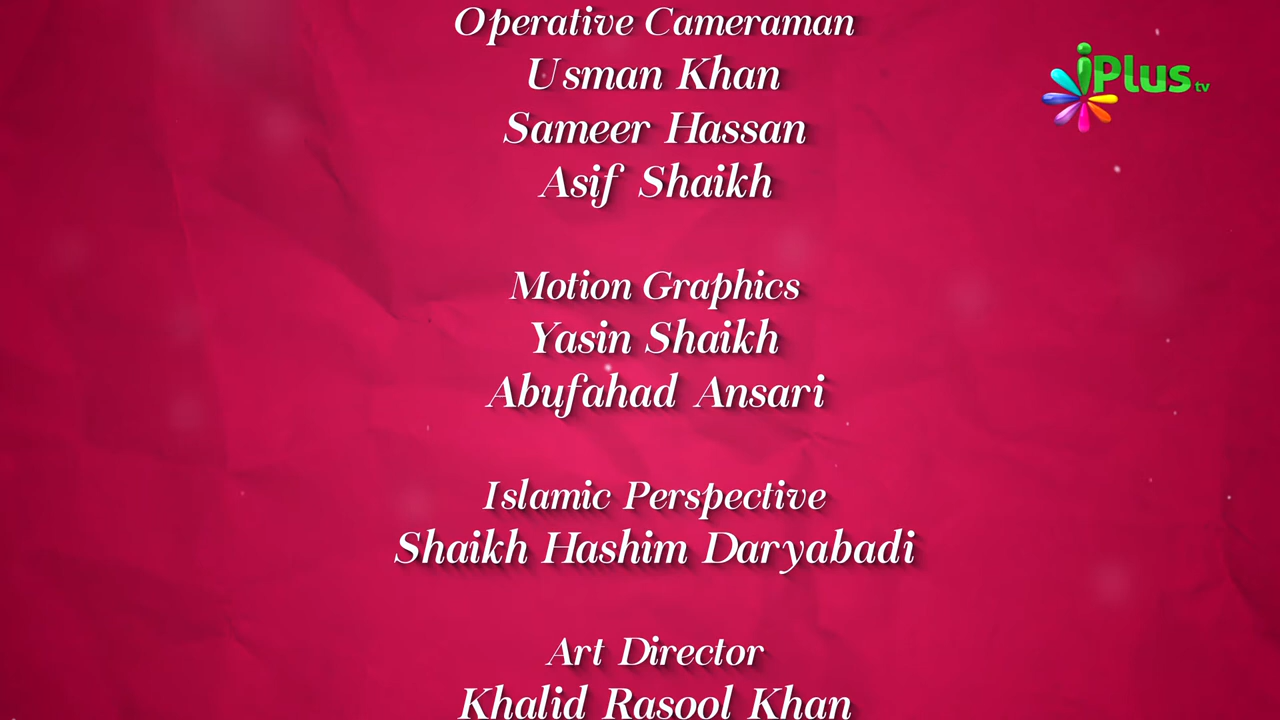 Operative Cameraman
Usman Khan
Sameer Hassan
Asif Shaikh
Motion Graphics
Yasin Shaikh
Abufahad Ansari
Islamic Perspective
Shaikh Hashim Daryabadi
Art Director
Khalid Rasool Khan
iPlus tv